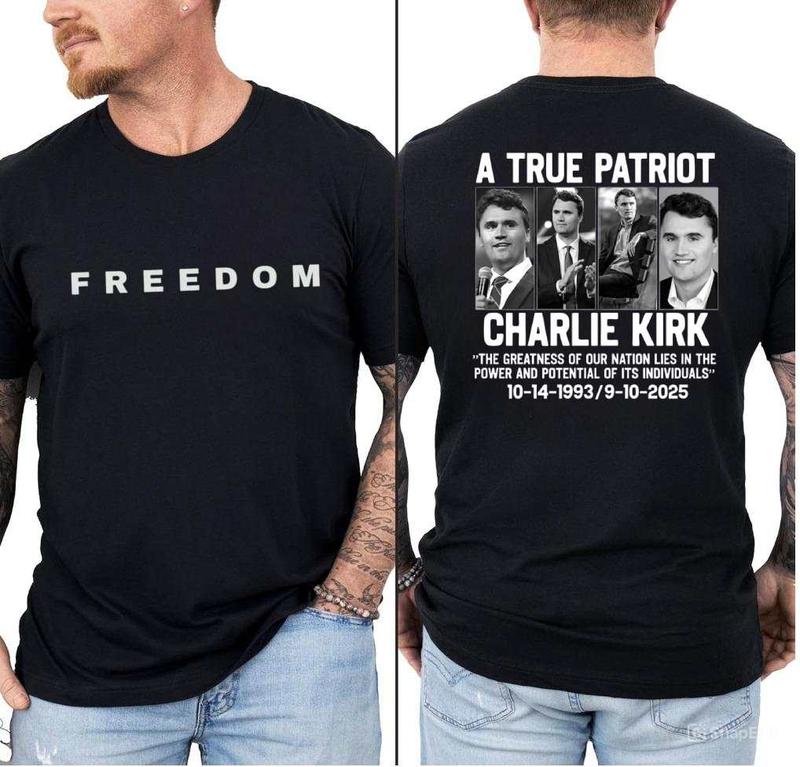 FREEDOM
A TRUE PATRIOT
CHARLIE KIRK
"THE GREATNESS OF OUR NATION LIES IN THE
POWER AND POTENTIAL OF ITS INDIVIDUALS"
10-14-1993/9-10-2025